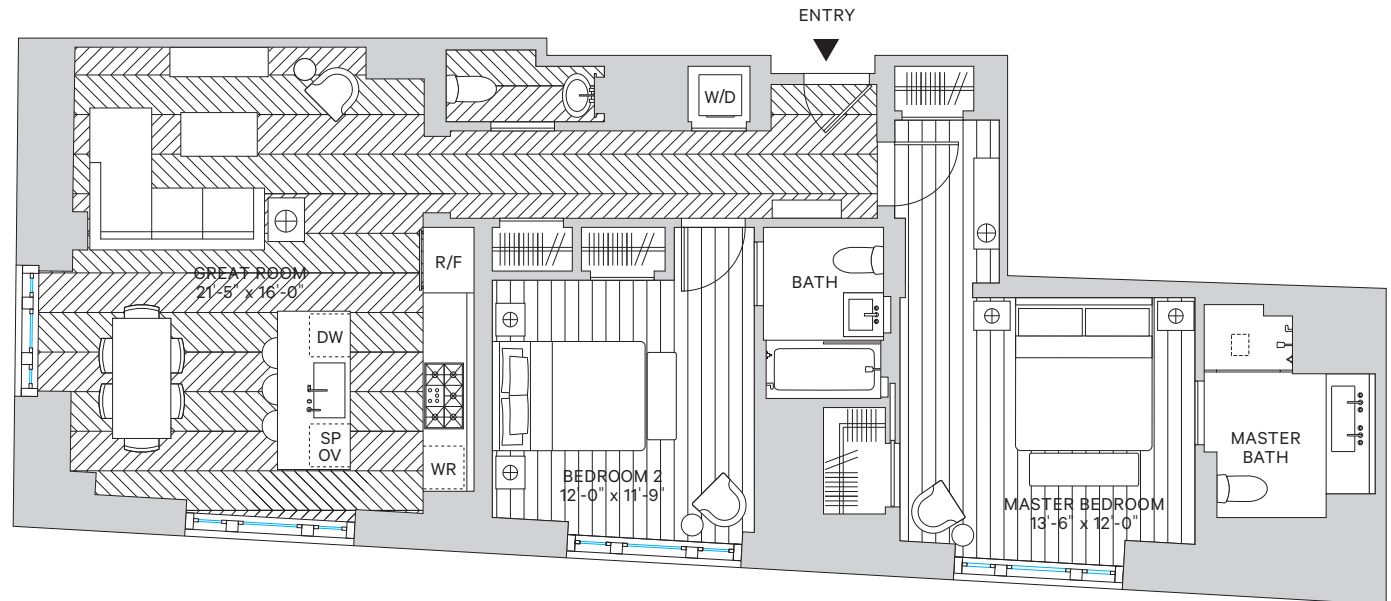 ENTRY
W/D
GREAT ROOM
21'-5" x 16'-0"
R/F
BATH
DW
SP
OV
WR
BEDROOM 2
12'-0" x 11'-9"
MASTER BEDROOM
13'-6" x 12'-0"
MASTER
BATH